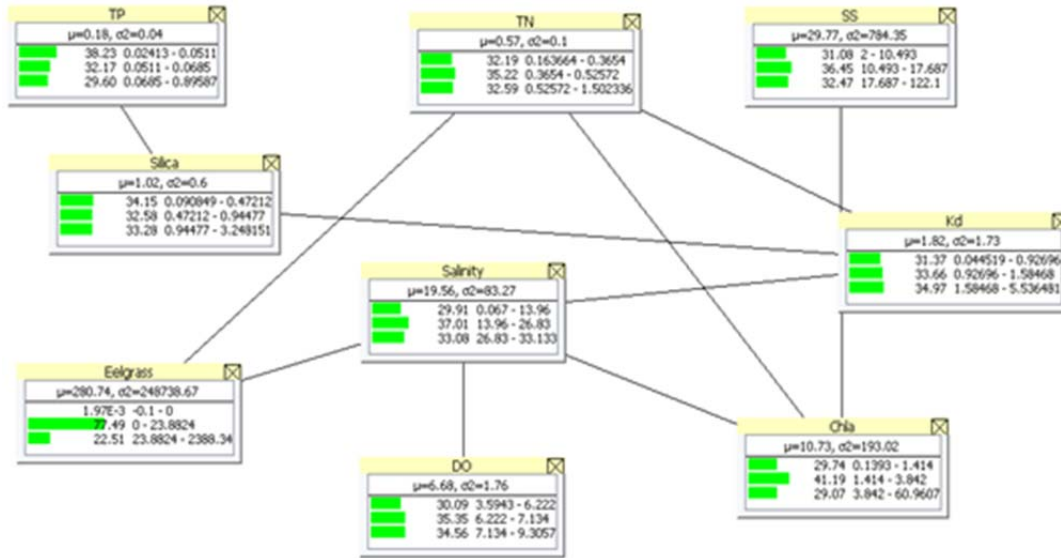 TP
μ=0.18, σ2=0.04
38.23 0.02413 - 0.0511
32.17 0.0511 - 0.0685
29.60 0.0685 - 0.89587
TN
μ=0.57, σ2=0.1
32.19 0.163664 - 0.3654
35.22 0.3654 - 0.52572
32.59 0.52572 - 1.502336
SS
μ=29.77, σ2=784.35
31.08 2 - 10.493
36.45 10.493 - 17.687
32.47 17.687 - 122.1
Silica
μ=1.02, σ2=0.6
34.15 0.090849 - 0.47212
32.58 0.47212 - 0.94477
33.28 0.94477 - 3.248151
Kd
μ=1.82, σ2=1.73
31.37 0.044519 - 0.92696
33.66 0.92696 - 1.58468
34.97 1.58468 - 5.536481
Salinity
μ=19.56, σ2=83.27
29.91 0.067 - 13.96
37.01 13.96 - 26.83
33.08 26.83 - 33.133
Eelgrass
μ=280.74, σ2=248738.67
1.97E-3 -0.1 - 0
77.49 0 - 23.8824
22.51 23.8824 - 2388.34
DO
μ=6.68, σ2=1.76
30.09 3.5943 - 6.222
35.35 6.222 - 7.134
34.56 7.134 - 9.3057
Chla
μ=10.73, σ2=193.02
29.74 0.1393 - 1.414
41.19 1.414 - 3.842
29.07 3.842 - 60.9607